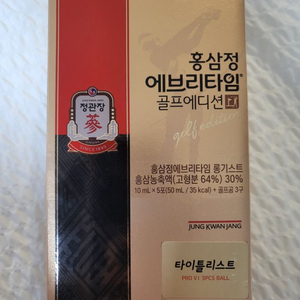 홍삼정
에브리타임
골프에디션
golf edition
정관장
蔘
홍삼정에브리타임 롱기스트
홍삼농축액(고형분 64%) 30%
10 mL × 5포(50 mL / 35 kcal) + 골프공 3구
JUNG KWAN JANG
타이틀리스트
PRO V1 3PCS BALL